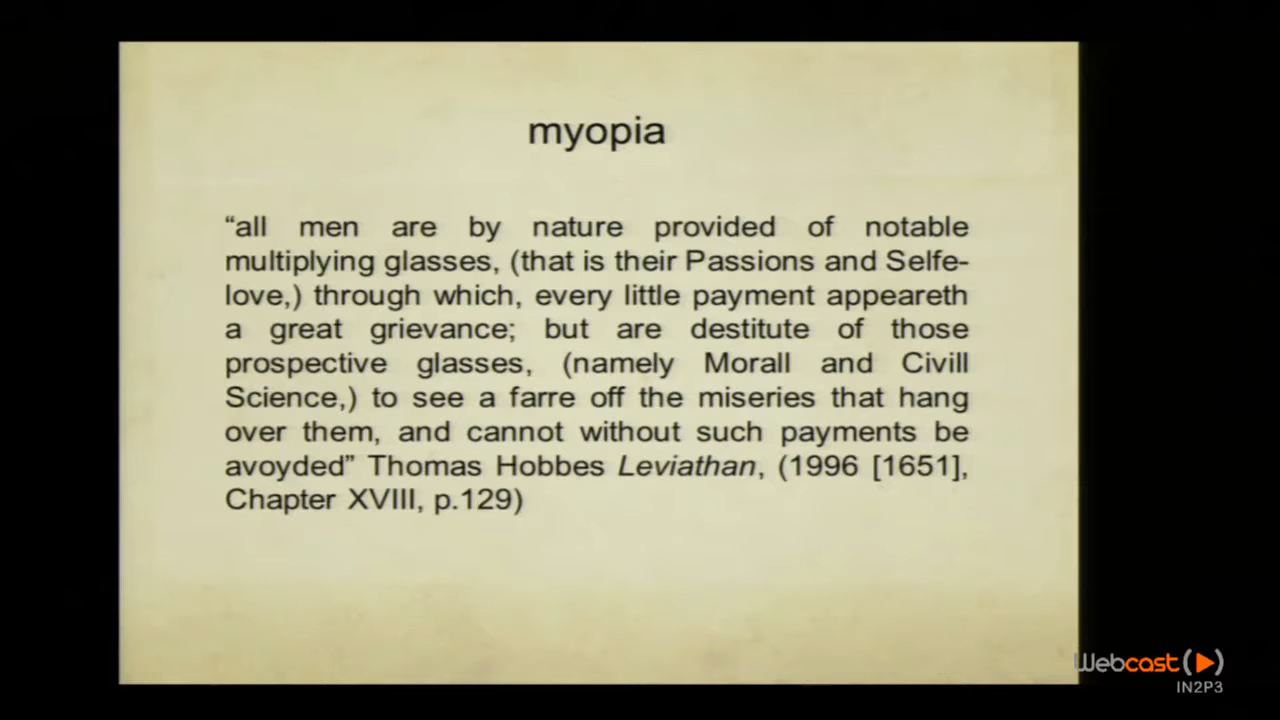 myopia
“all men are by nature provided of notable
multiplying glasses, (that is their Passions and Selfe-
love,) through which, every little payment appeareth
a great grievance; but are destitute of those
prospective glasses, (namely Morall and Civill
Science,) to see a farre off the miseries that hang
over them, and cannot without such payments be
avoyded” Thomas Hobbes Leviathan, (1996 [1651],
Chapter XVIII, p.129)
Webcast
IN2P3